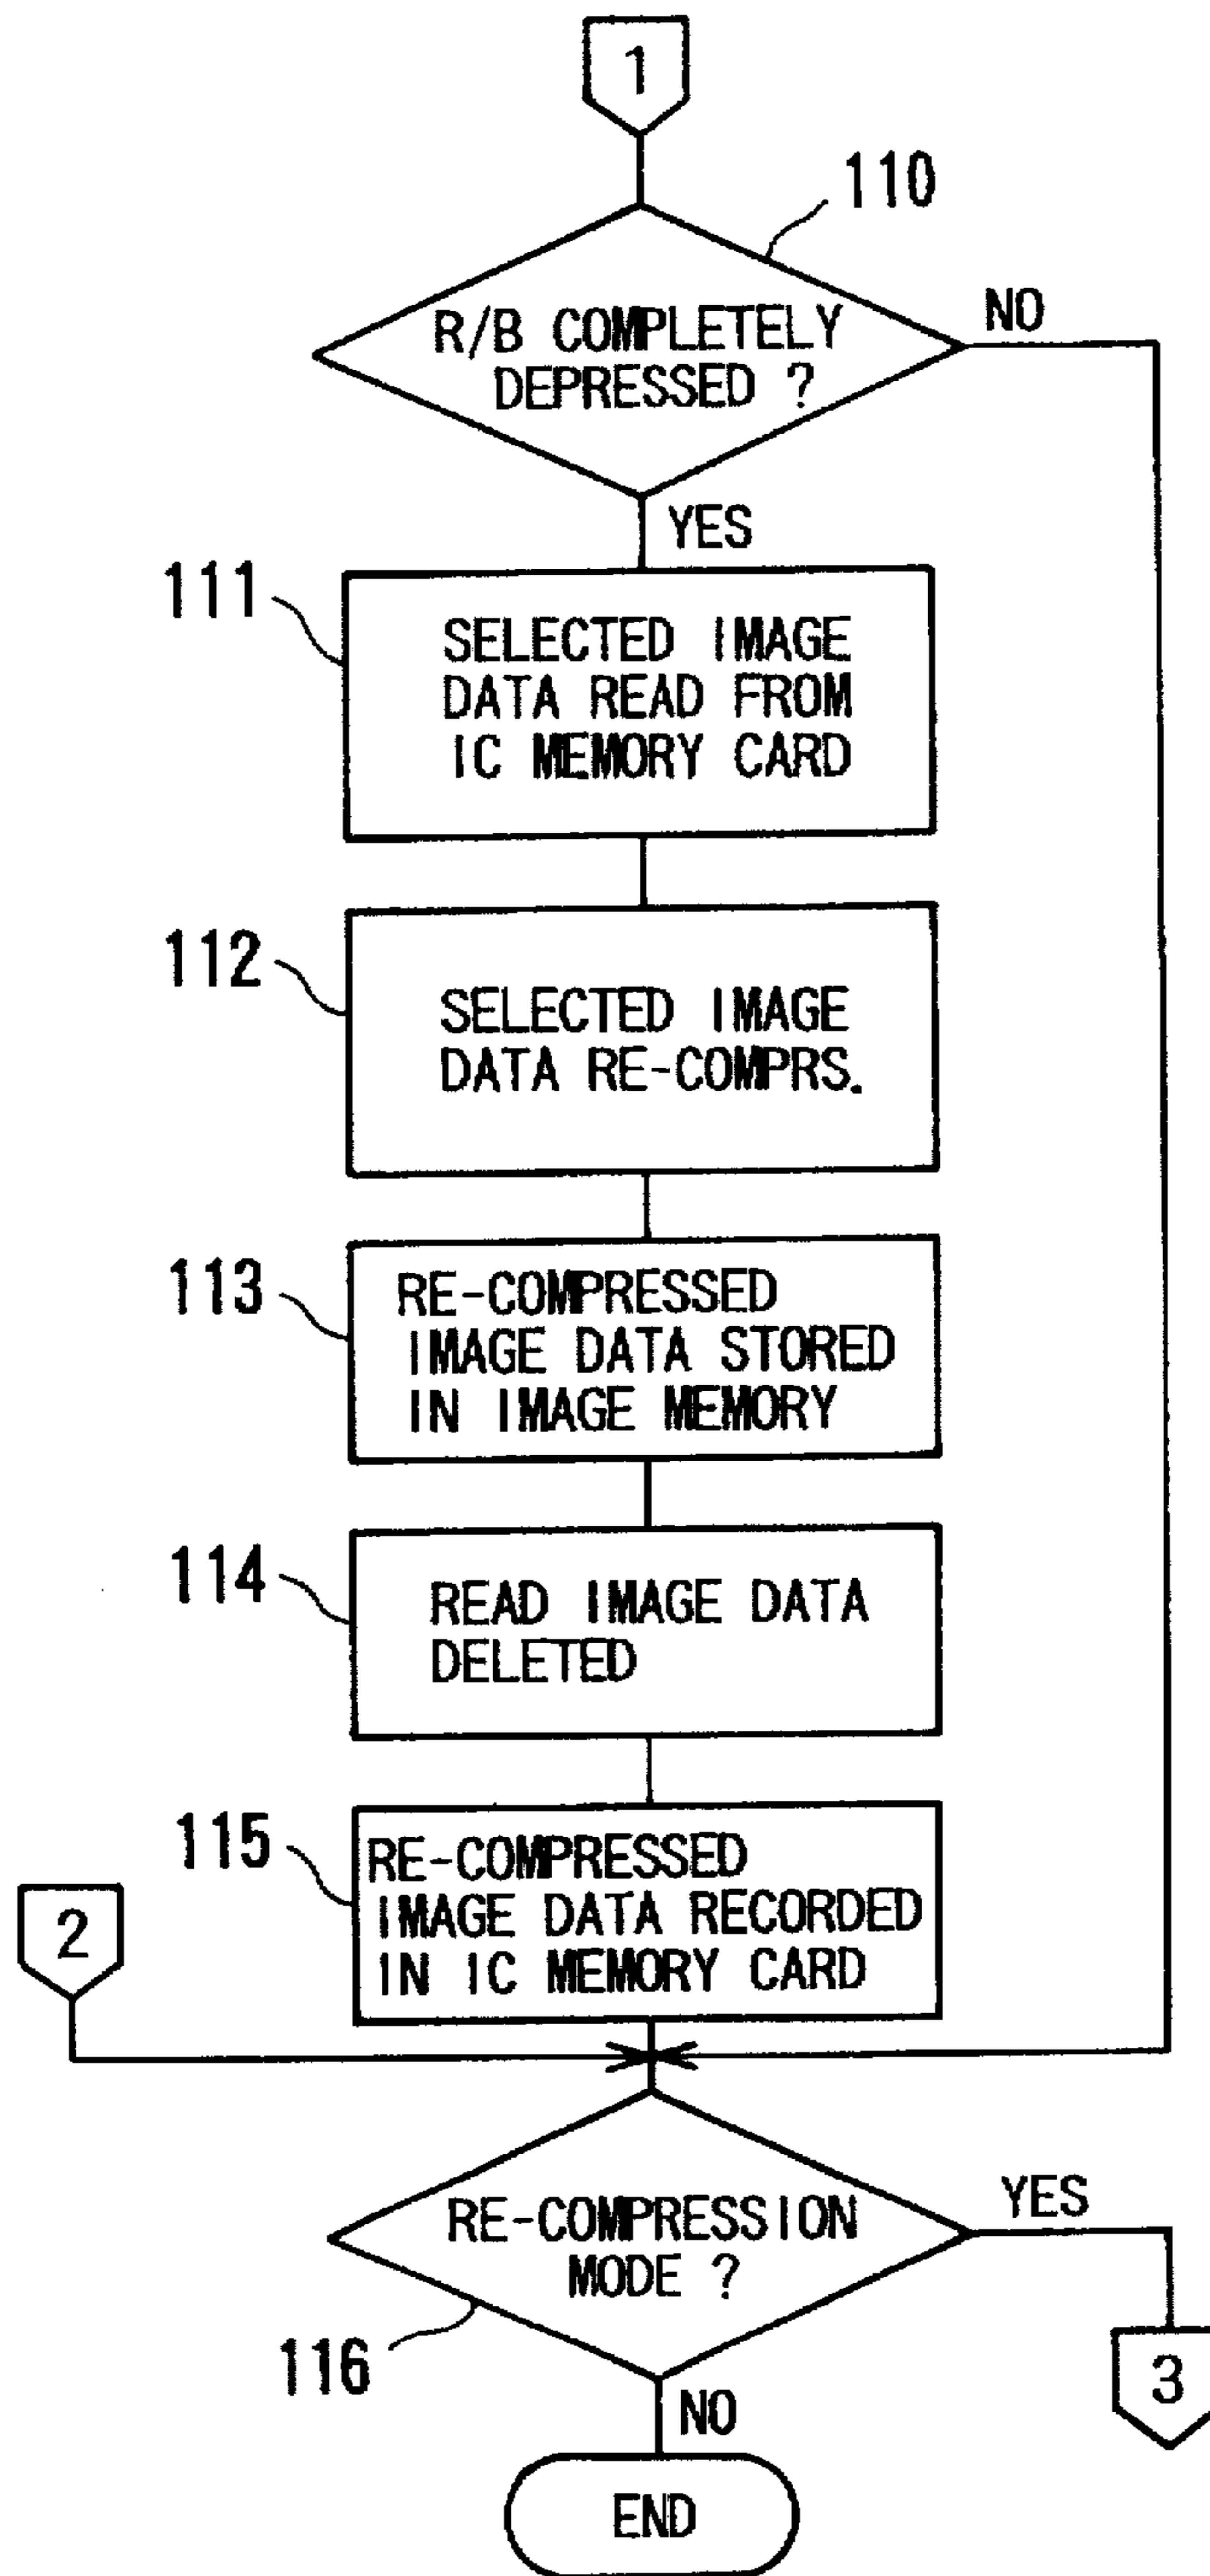 1
110
R/B COMPLETELY
DEPRESSED ?
NO
YES
111
SELECTED IMAGE
DATA READ FROM
IC MEMORY CARD
112
SELECTED IMAGE
DATA RE-COMPRS.
113
RE-COMPRESSED
IMAGE DATA STORED
IN IMAGE MEMORY
114
READ IMAGE DATA
DELETED
115
RE-COMPRESSED
IMAGE DATA RECORDED
IN IC MEMORY CARD
2
RE-COMPRESSION
MODE ?
YES
116
3
NO
END